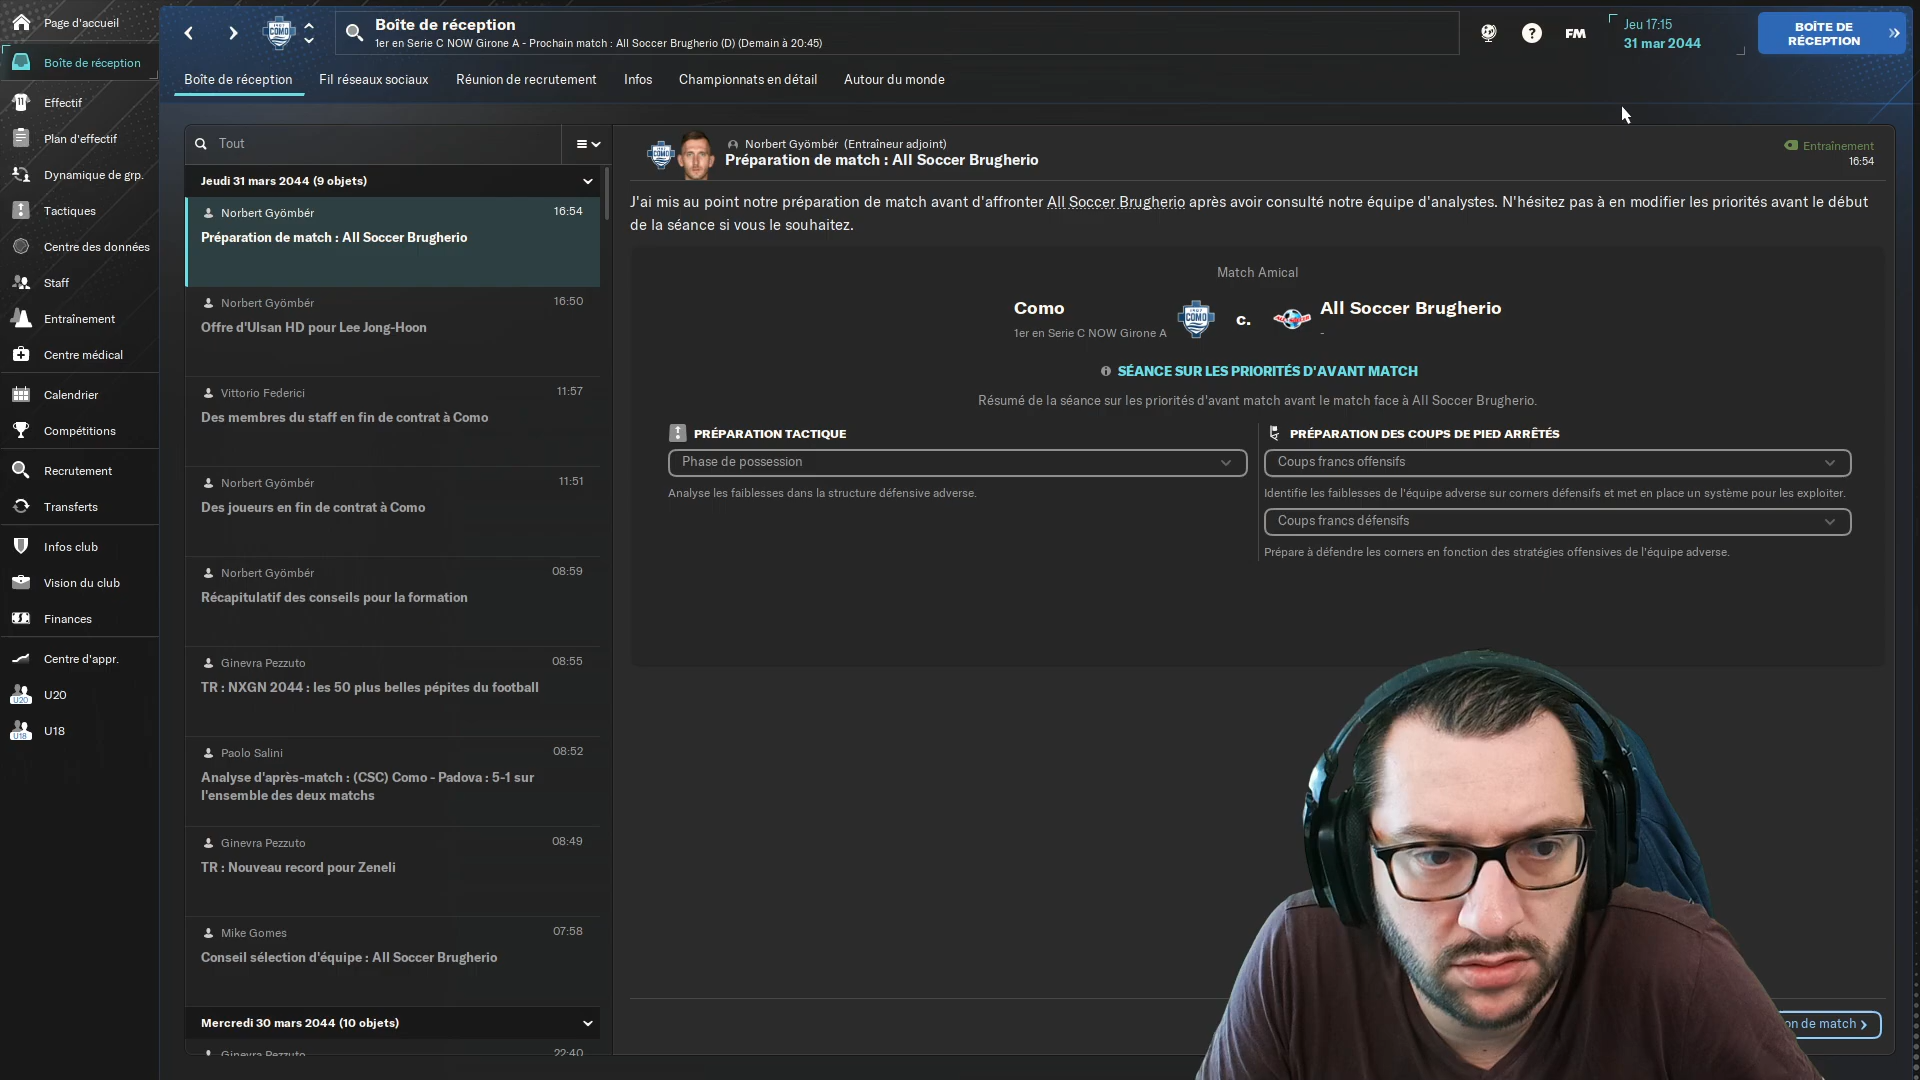 Page d'accueil
Boîte de réception
Effectif
Plan d'effectif
Dynamique de grp.
Tactiques
Centre des données
Staff
Entraînement
Centre médical
Calendrier
Compétitions
Recrutement
Transferts
Infos club
Vision du club
Finances
Centre d'appr.
U20
U18
Boîte de réception
1er en Serie C NOW Girone A - Prochain match : All Soccer Brugherio (D) (Demain à 20:45)
FM
Jeu 17:15
31 mar 2044
BOÎTE DE
RÉCEPTION
Boîte de réception
Fil réseaux sociaux
Réunion de recrutement
Infos
Championnats en détail
Autour du monde
Tout
Jeudi 31 mars 2044 (9 objets)
Norbert Gyömbér 16:54
Préparation de match : All Soccer Brugherio
Norbert Gyömbér 16:50
Offre d'Ulsan HD pour Lee Jong-Hoon
Vittorio Federici 11:57
Des membres du staff en fin de contrat à Como
Norbert Gyömbér 11:51
Des joueurs en fin de contrat à Como
Norbert Gyömbér 08:59
Récapitulatif des conseils pour la formation
Ginevra Pezzuto 08:55
TR : NXGN 2044 : les 50 plus belles pépites du football
Paolo Salini 08:52
Analyse d'après-match : (CSC) Como - Padova : 5-1 sur
l'ensemble des deux matchs
Ginevra Pezzuto 08:49
TR : Nouveau record pour Zeneli
Mike Gomes 07:58
Conseil sélection d'équipe : All Soccer Brugherio
Mercredi 30 mars 2044 (10 objets)
Ginevra Pezzuto 22:40
Norbert Gyömbér (Entraîneur adjoint)
Préparation de match : All Soccer Brugherio
Entraînement
16:54
J'ai mis au point notre préparation de match avant d'affronter All Soccer Brugherio après avoir consulté notre équipe d'analystes. N'hésitez pas à en modifier les priorités avant le début
de la séance si vous le souhaitez.
Match Amical
Como
1er en Serie C NOW Girone A
c.
All Soccer Brugherio
-
SÉANCE SUR LES PRIORITÉS D'AVANT MATCH
Résumé de la séance sur les priorités d'avant match avant le match face à All Soccer Brugherio.
PRÉPARATION TACTIQUE
Phase de possession
Analyse les faiblesses dans la structure défensive adverse.
PRÉPARATION DES COUPS DE PIED ARRÊTÉS
Coups francs offensifs
Identifie les faiblesses de l'équipe adverse sur corners défensifs et met en place un système pour les exploiter.
Coups francs défensifs
Prépare à défendre les corners en fonction des stratégies offensives de l'équipe adverse.
on de match